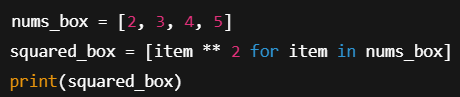 nums_box = [2, 3, 4, 5]
squared_box = [item ** 2 for item in nums_box]
print(squared_box)